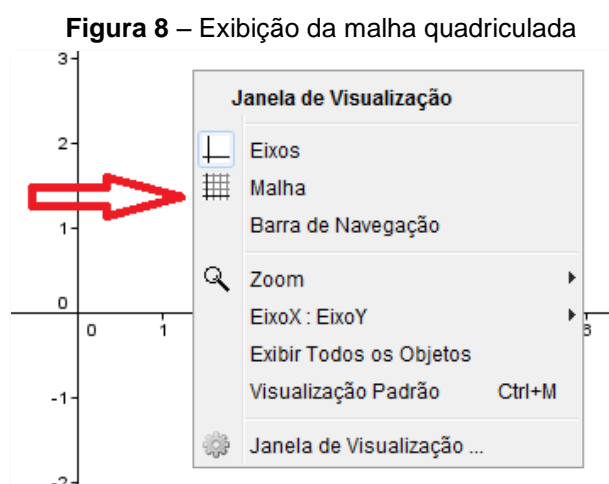 Figura 8 – Exibição da malha quadriculada
3
Janela de Visualização
2
Eixos
Malha
1
Barra de Navegação
Zoom
0
EixoX : EixoY
0
1
Exibir Todos os Objetos
-1
Visualização Padrão Ctrl+M
Janela de Visualização ...
-2